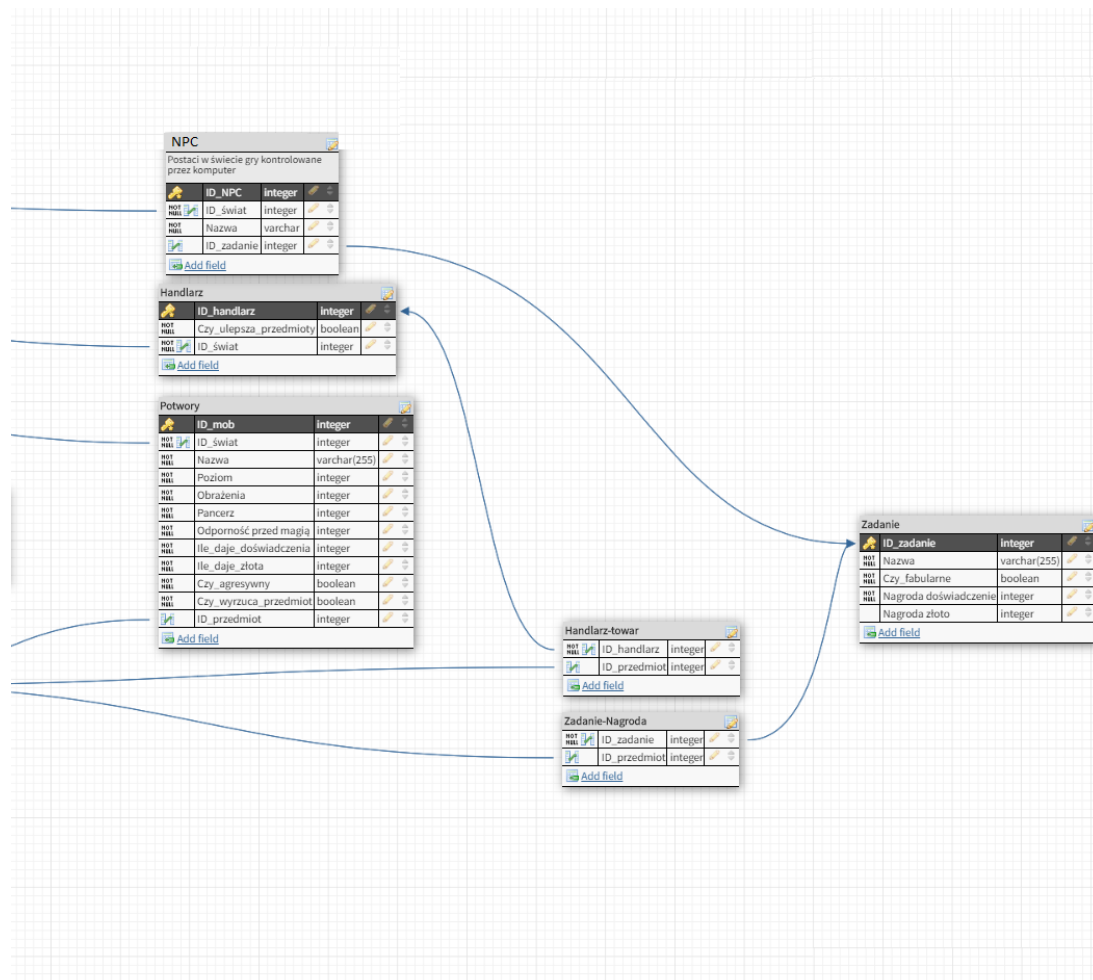 NPC
Postaci w świecie gry kontrolowane
przez komputer
ID_NPC integer
NOT NULL ID_świat integer
NOT NULL Nazwa varchar
ID_zadanie integer
Add field
Handlarz
ID_handlarz integer
NOT NULL Czy_ulepsza_przedmioty boolean
NOT NULL ID_świat integer
Add field
Potwory
ID_mob integer
NOT NULL ID_świat integer
NOT NULL Nazwa varchar(255)
NOT NULL Poziom integer
NOT NULL Obrażenia integer
NOT NULL Pancerz integer
NOT NULL Odporność przed magią integer
NOT NULL Ile_daje_doświadczenia integer
NOT NULL Ile_daje_złota integer
NOT NULL Czy_agresywny boolean
NOT NULL Czy_wyrzuca_przedmiot boolean
ID_przedmiot integer
Add field
Zadanie
ID_zadanie integer
NOT NULL Nazwa varchar(255)
NOT NULL Czy_fabularne boolean
NOT NULL Nagroda doświadczenie integer
Nagroda złoto integer
Add field
Handlarz-towar
NOT NULL ID_handlarz integer
ID_przedmiot integer
Add field
Zadanie-Nagroda
NOT NULL ID_zadanie integer
ID_przedmiot integer
Add field